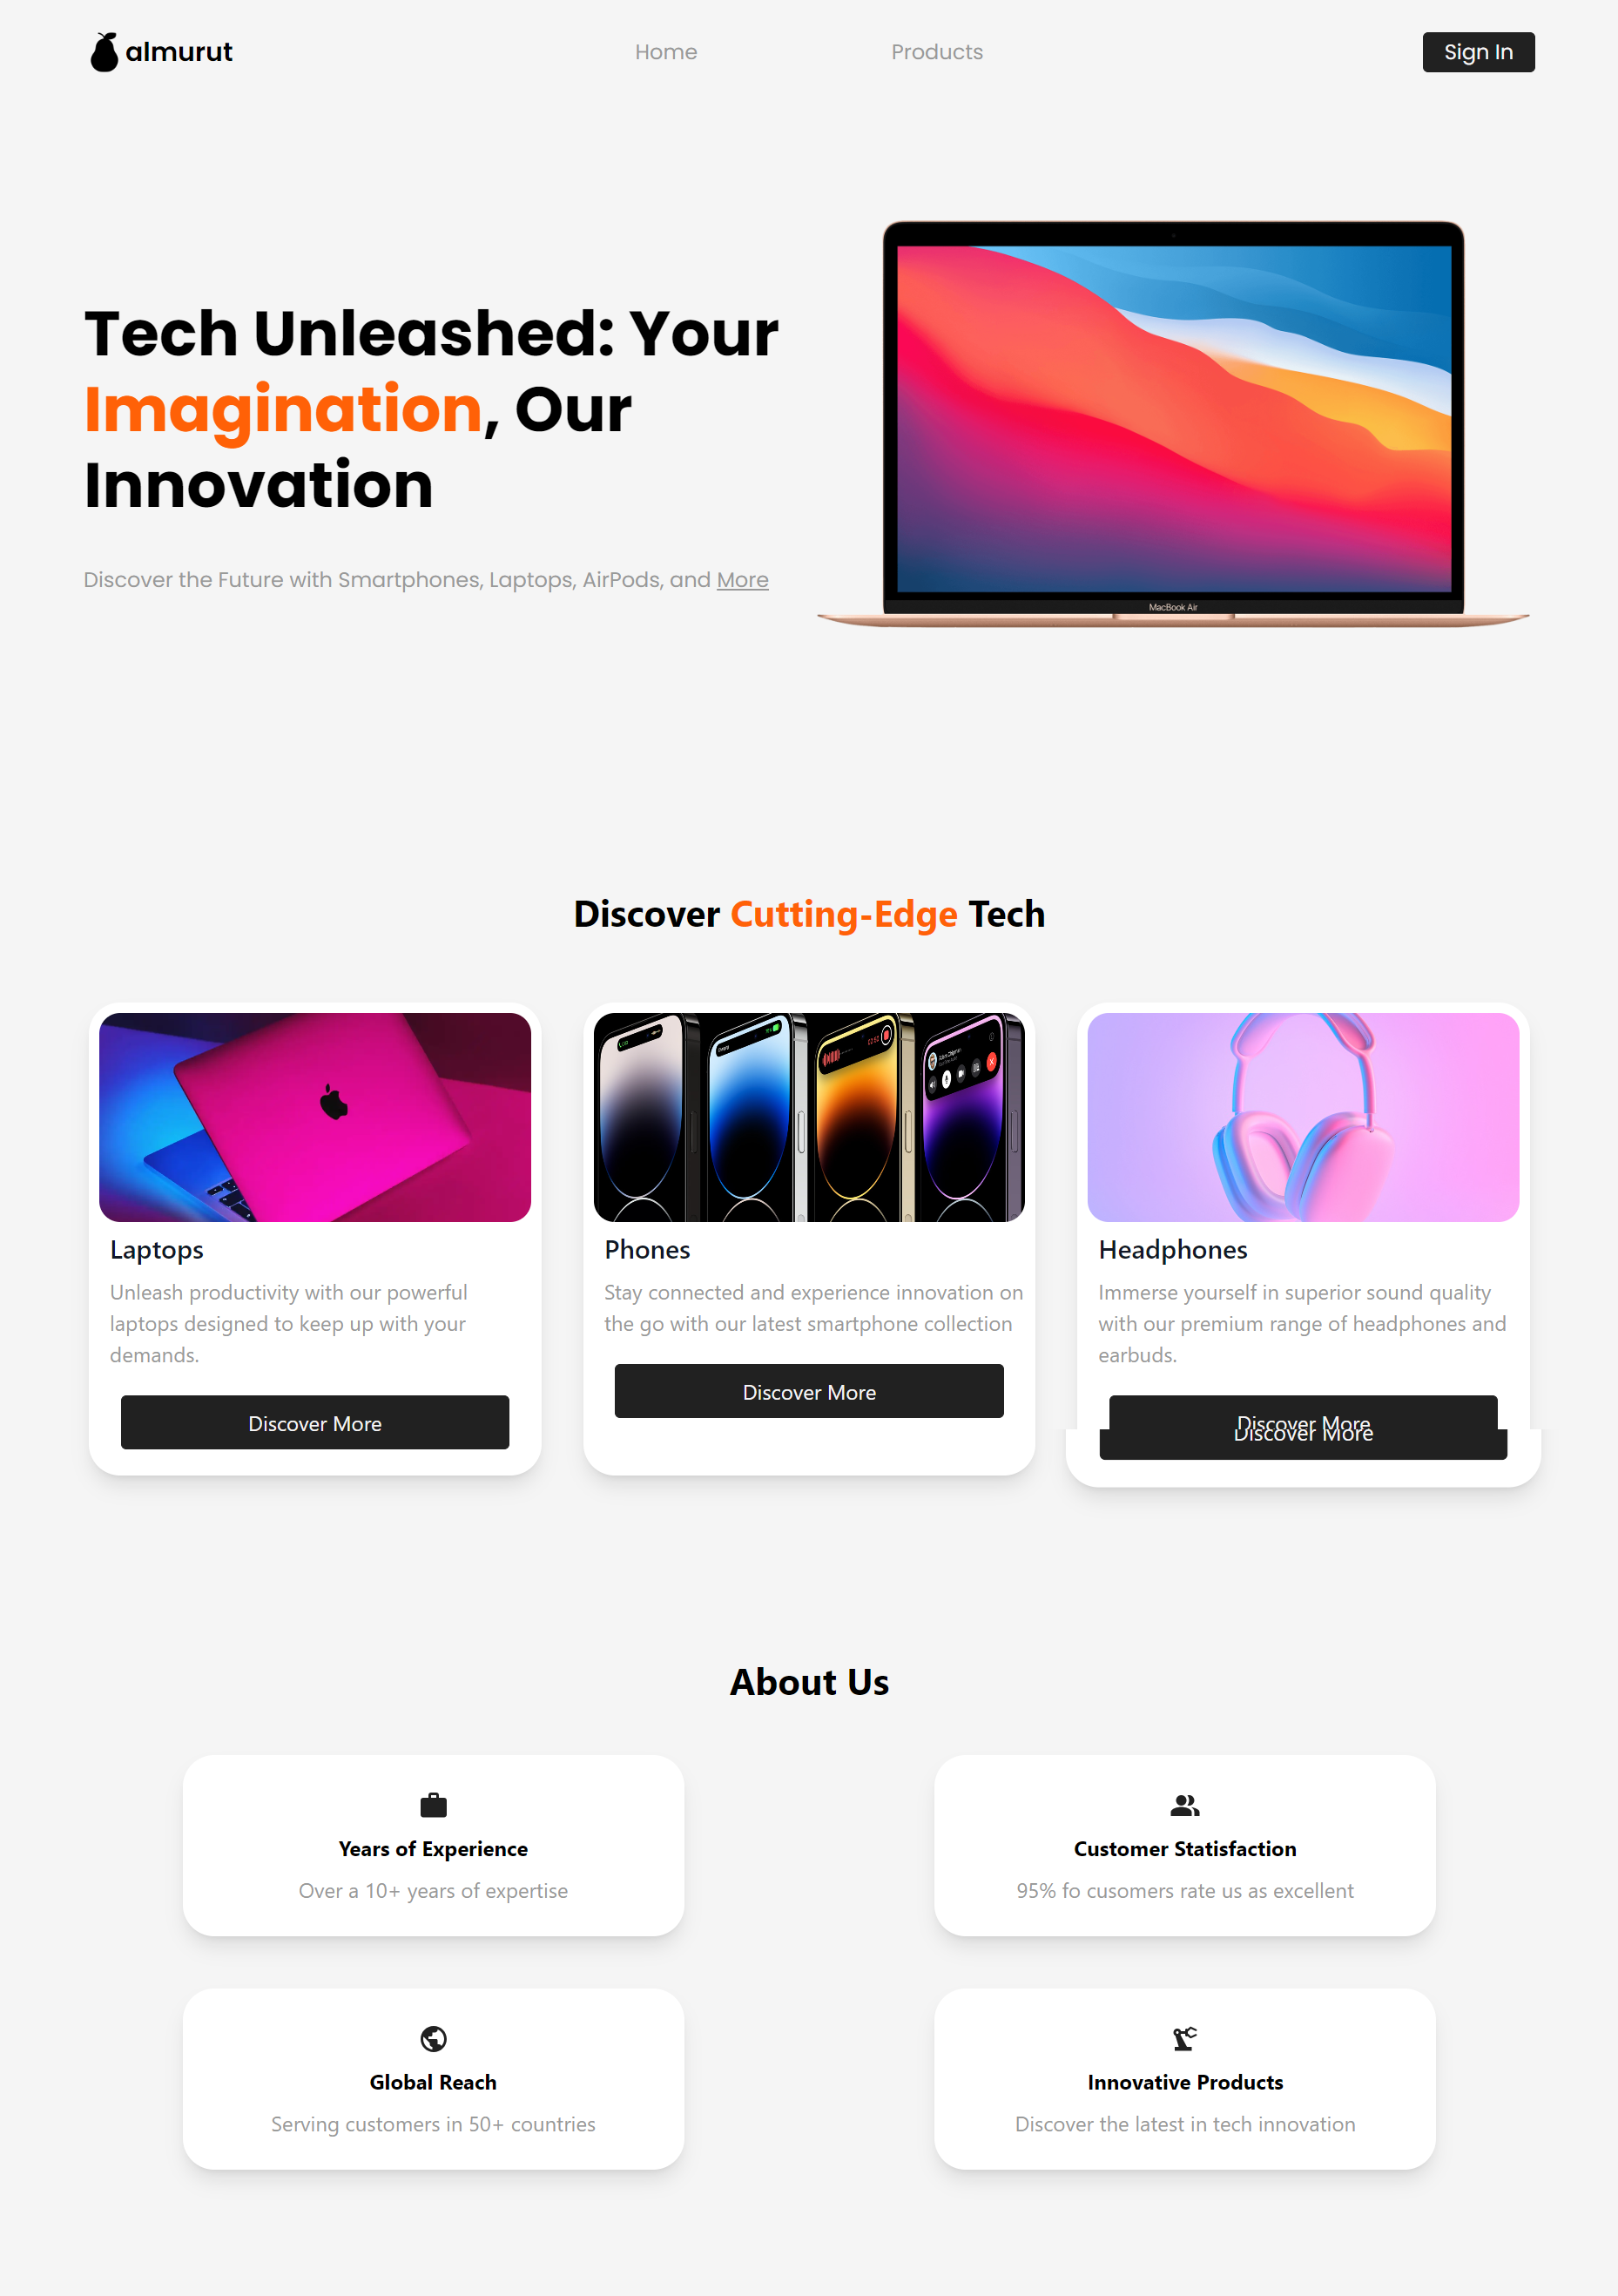 almurut
Home
Products
Sign In
Tech Unleashed: Your
Imagination, Our
Innovation
Discover the Future with Smartphones, Laptops, AirPods, and More
MacBook Air
Discover Cutting-Edge Tech
Laptops
Unleash productivity with our powerful
laptops designed to keep up with your
demands.
Discover More
Phones
Stay connected and experience innovation on
the go with our latest smartphone collection
Discover More
Headphones
Immerse yourself in superior sound quality
with our premium range of headphones and
earbuds.
Discover More
Discover More
About Us
Years of Experience
Over a 10+ years of expertise
Customer Statisfaction
95% fo cusomers rate us as excellent
Global Reach
Serving customers in 50+ countries
Innovative Products
Discover the latest in tech innovation